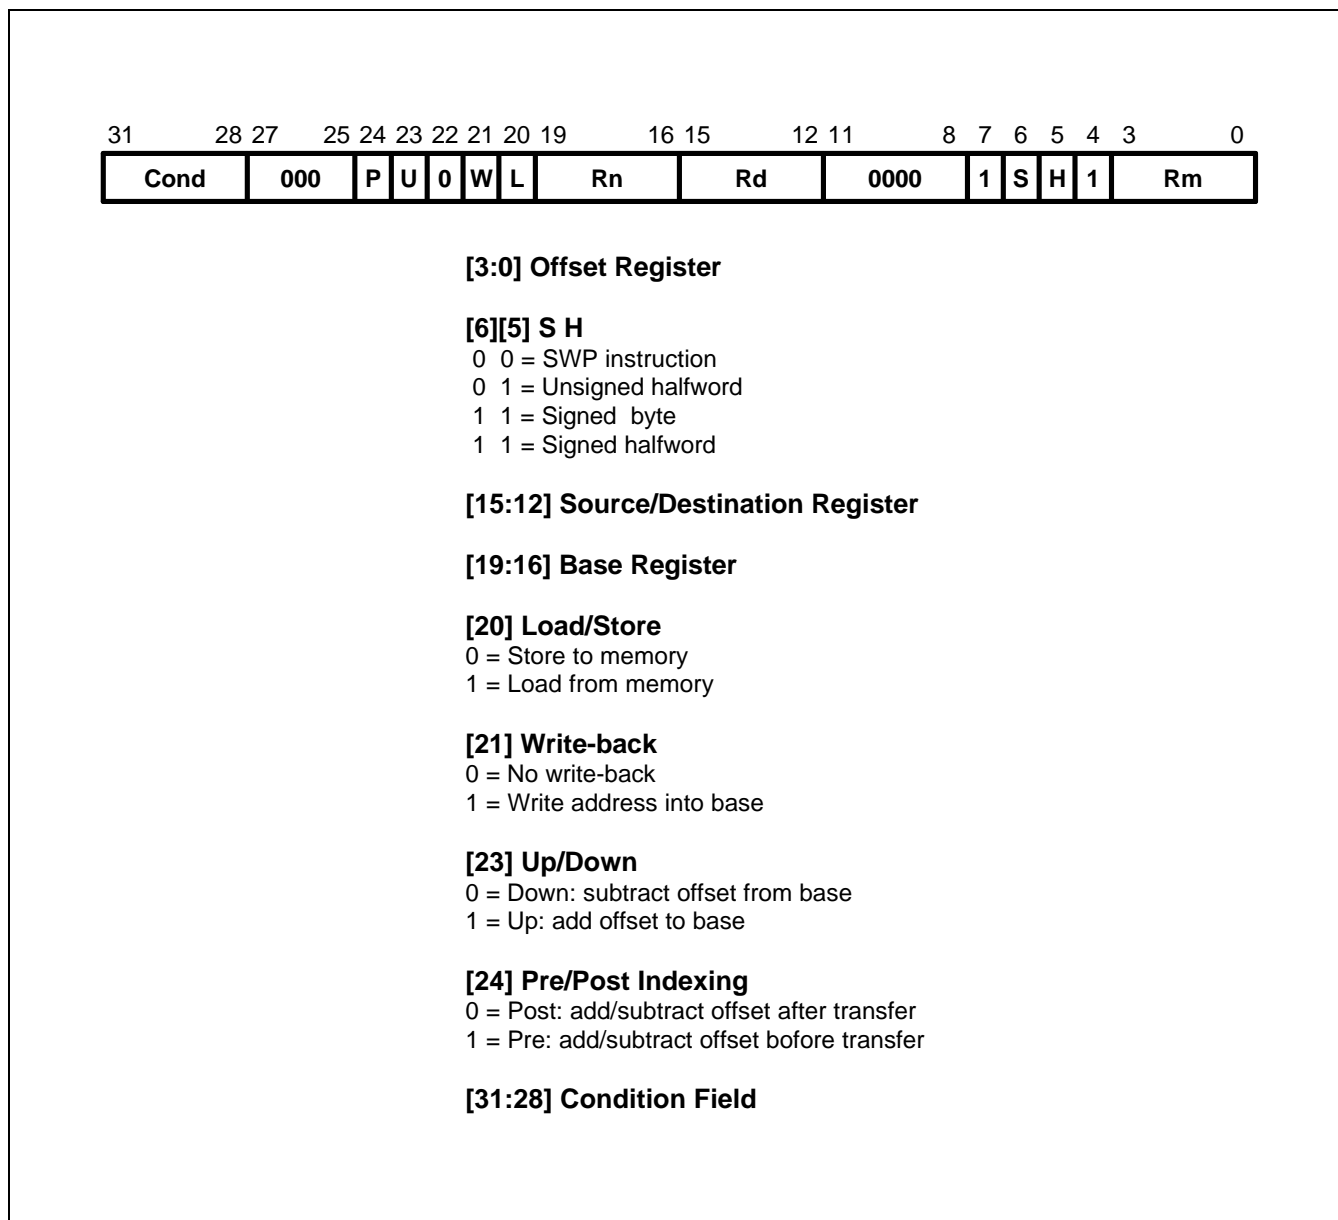 31 28 27 25 24 23 22 21 20 19 16 15 12 11 8 7 6 5 4 3 0
Cond 000 P U 0 W L Rn Rd 0000 1 S H 1 Rm
[3:0] Offset Register
[6][5] S H
0 0 = SWP instruction
0 1 = Unsigned halfword
1 1 = Signed byte
1 1 = Signed halfword
[15:12] Source/Destination Register
[19:16] Base Register
[20] Load/Store
0 = Store to memory
1 = Load from memory
[21] Write-back
0 = No write-back
1 = Write address into base
[23] Up/Down
0 = Down: subtract offset from base
1 = Up: add offset to base
[24] Pre/Post Indexing
0 = Post: add/subtract offset after transfer
1 = Pre: add/subtract offset bofore transfer
[31:28] Condition Field